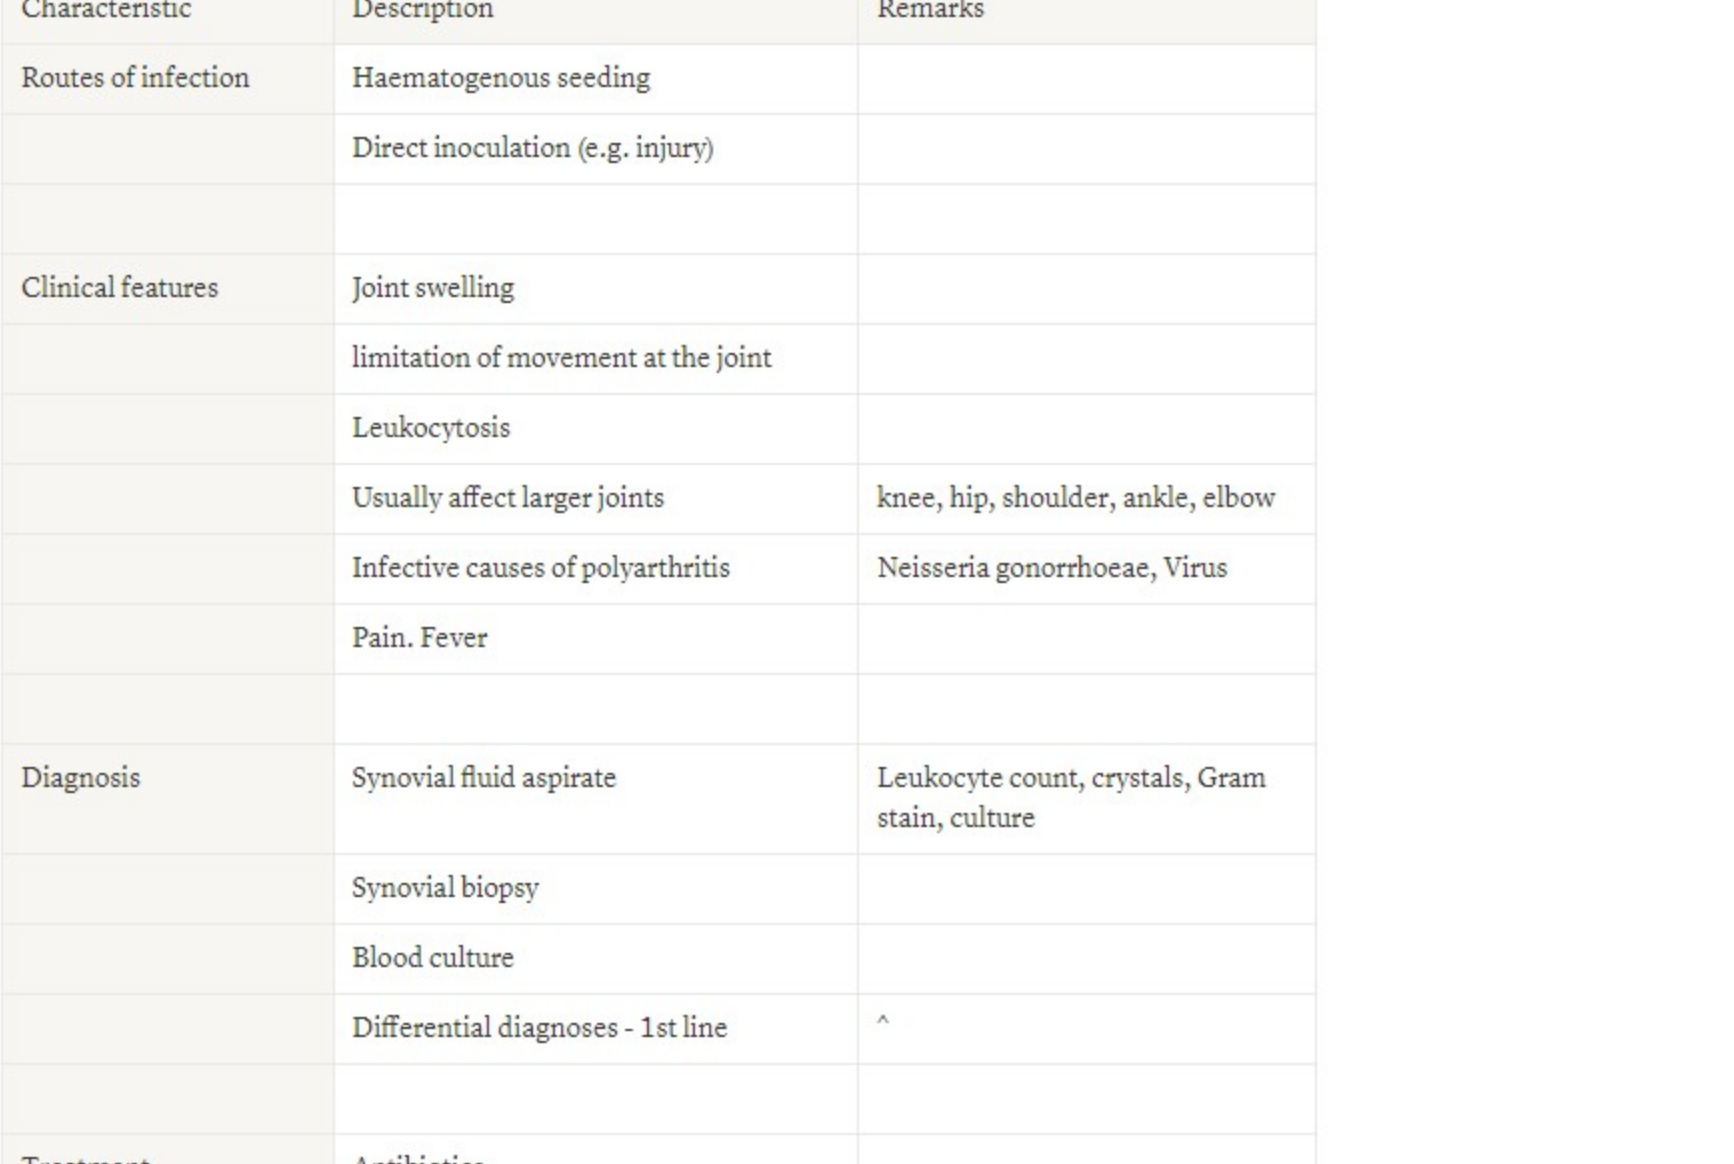 Characteristic Description Remarks
Routes of infection Haematogenous seeding
Direct inoculation (e.g. injury)
Clinical features Joint swelling
limitation of movement at the joint
Leukocytosis
Usually affect larger joints knee, hip, shoulder, ankle, elbow
Infective causes of polyarthritis Neisseria gonorrhoeae, Virus
Pain. Fever
Diagnosis Synovial fluid aspirate Leukocyte count, crystals, Gram
stain, culture
Synovial biopsy
Blood culture
Differential diagnoses - 1st line ^
Treatment Antibiotics